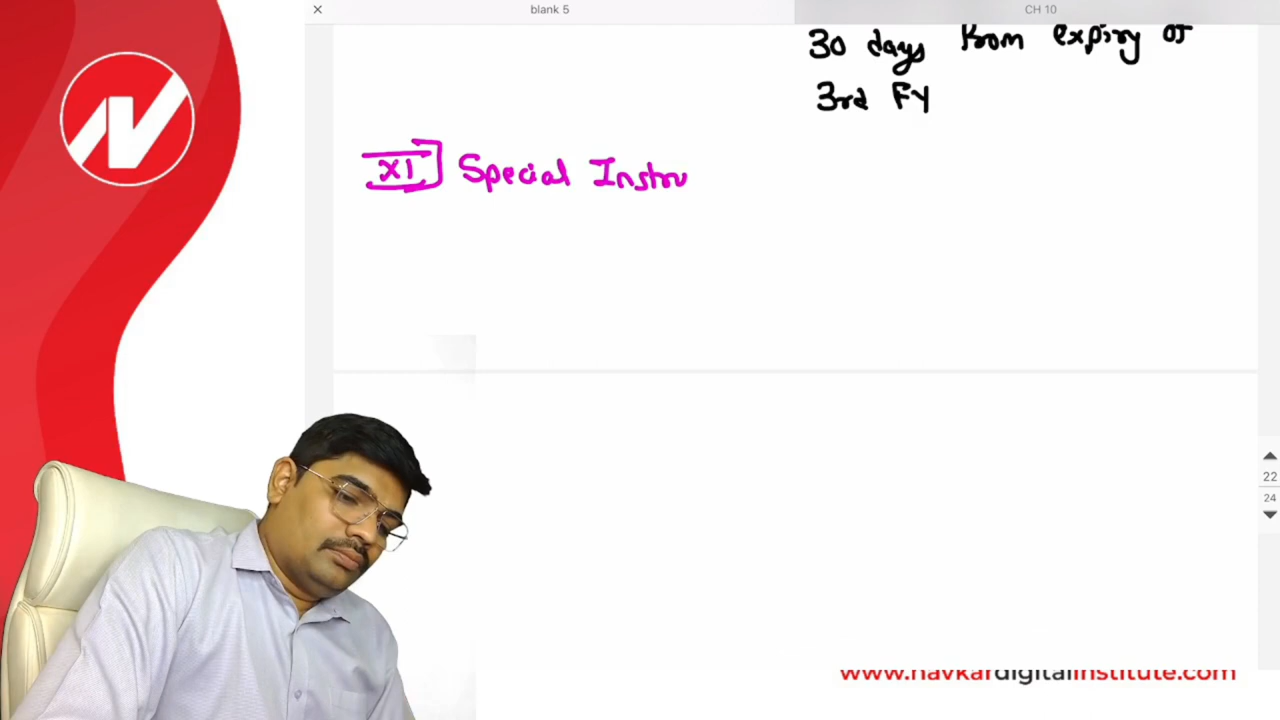 blank 5
CH 10
30 days from expiry of
3rd FY
XI Special Instru
22
24
www.navkardigitalinstitute.com